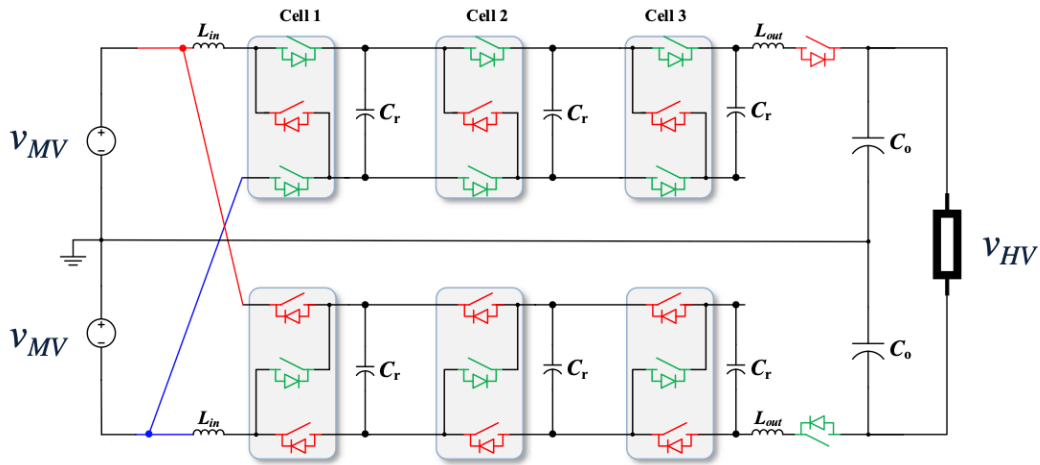 Cell 1
Cell 2
Cell 3
L_in
L_out
C_r
C_r
C_r
v_MV
C_o
v_HV
v_MV
C_r
C_r
C_r
C_o
L_in
L_out